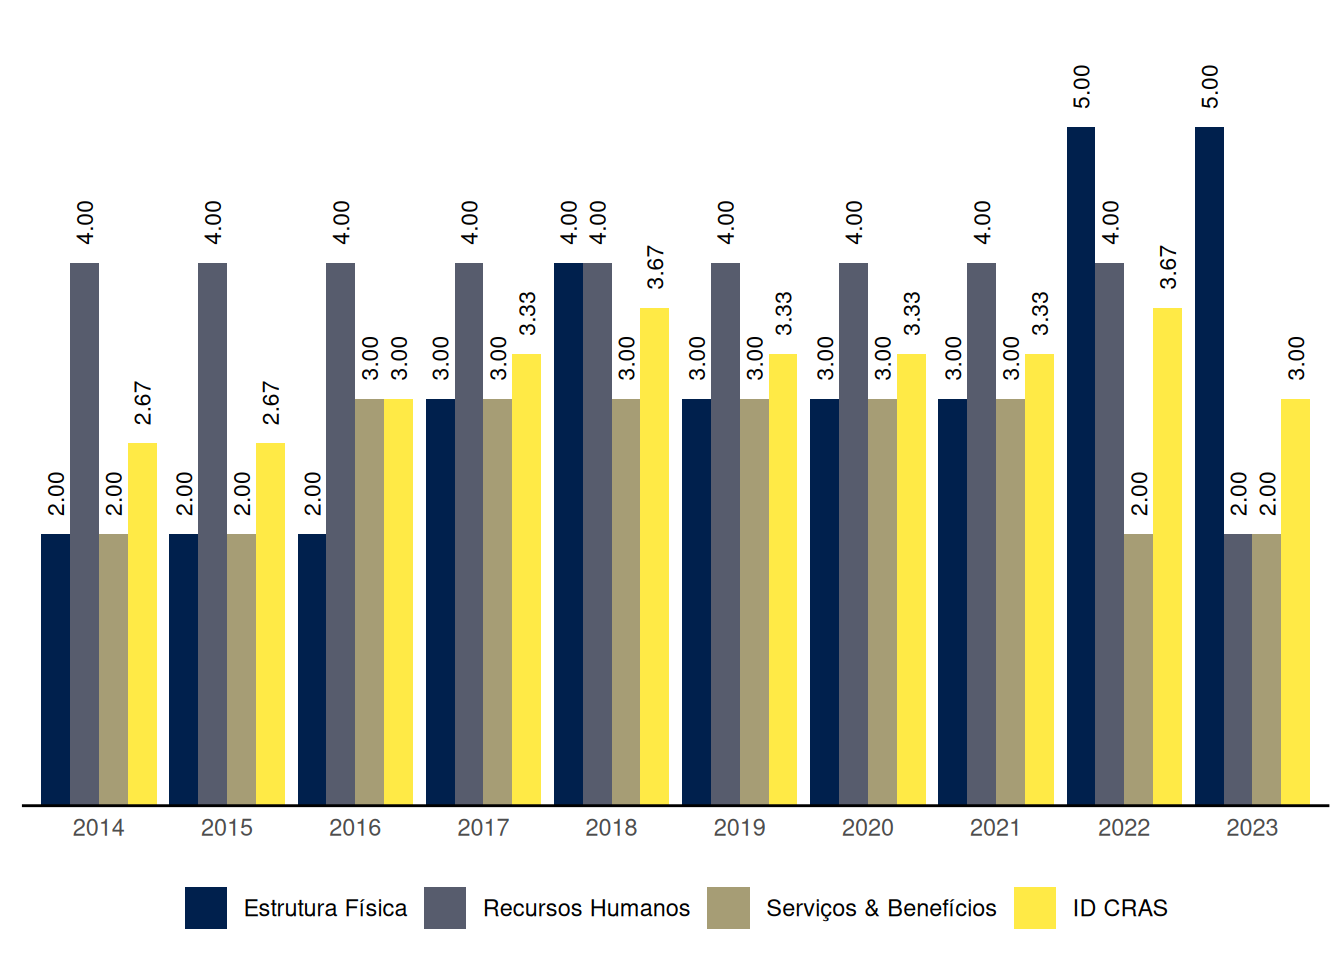 5.00 5.00
4.00 4.00 4.00 4.00 4.00 4.00 4.00 4.00 4.00 4.00
3.67 3.67
3.33 3.33 3.33 3.33
3.00 3.00 3.00 3.00 3.00 3.00 3.00 3.00 3.00 3.00 3.00 3.00
2.67 2.67
2.00 2.00 2.00 2.00 2.00 2.00 2.00 2.00
2014 2015 2016 2017 2018 2019 2020 2021 2022 2023
Estrutura Física Recursos Humanos Serviços & Benefícios ID CRAS